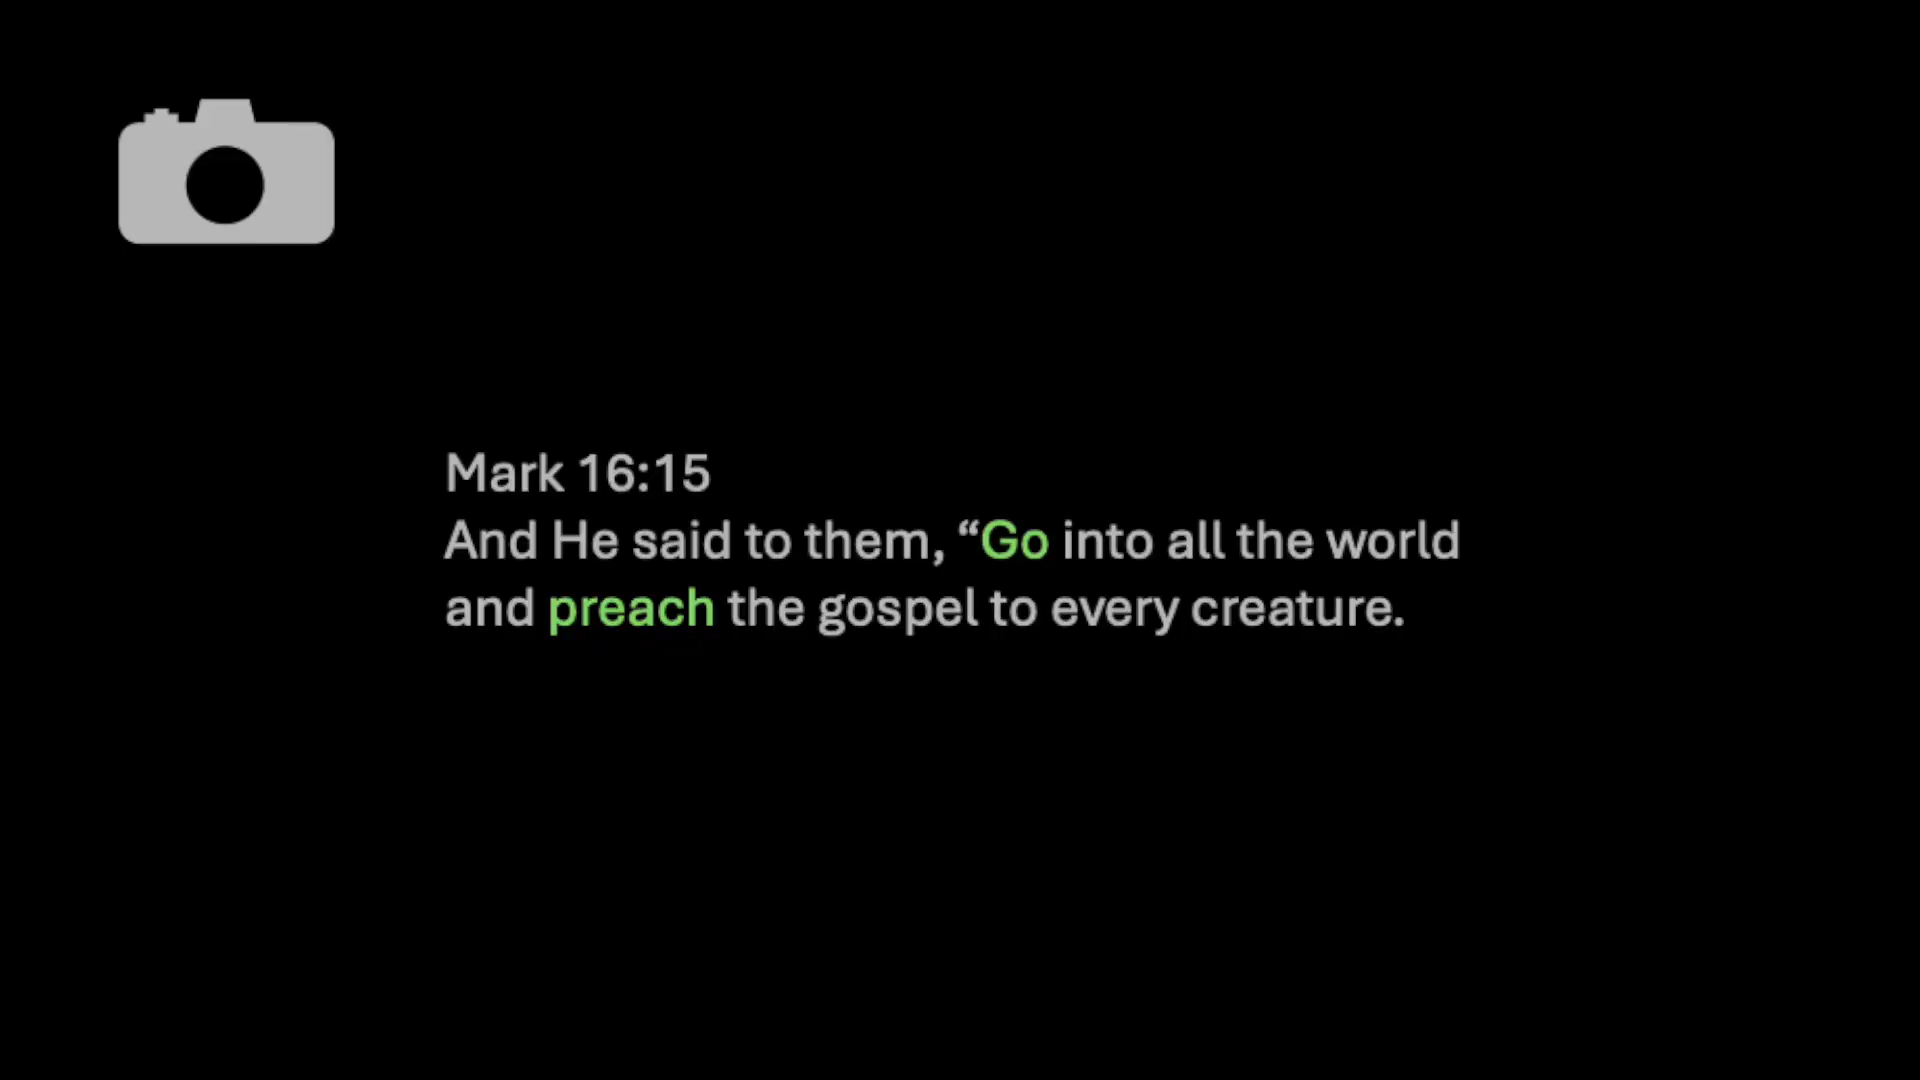 Mark 16:15
And He said to them, “Go into all the world
and preach the gospel to every creature.